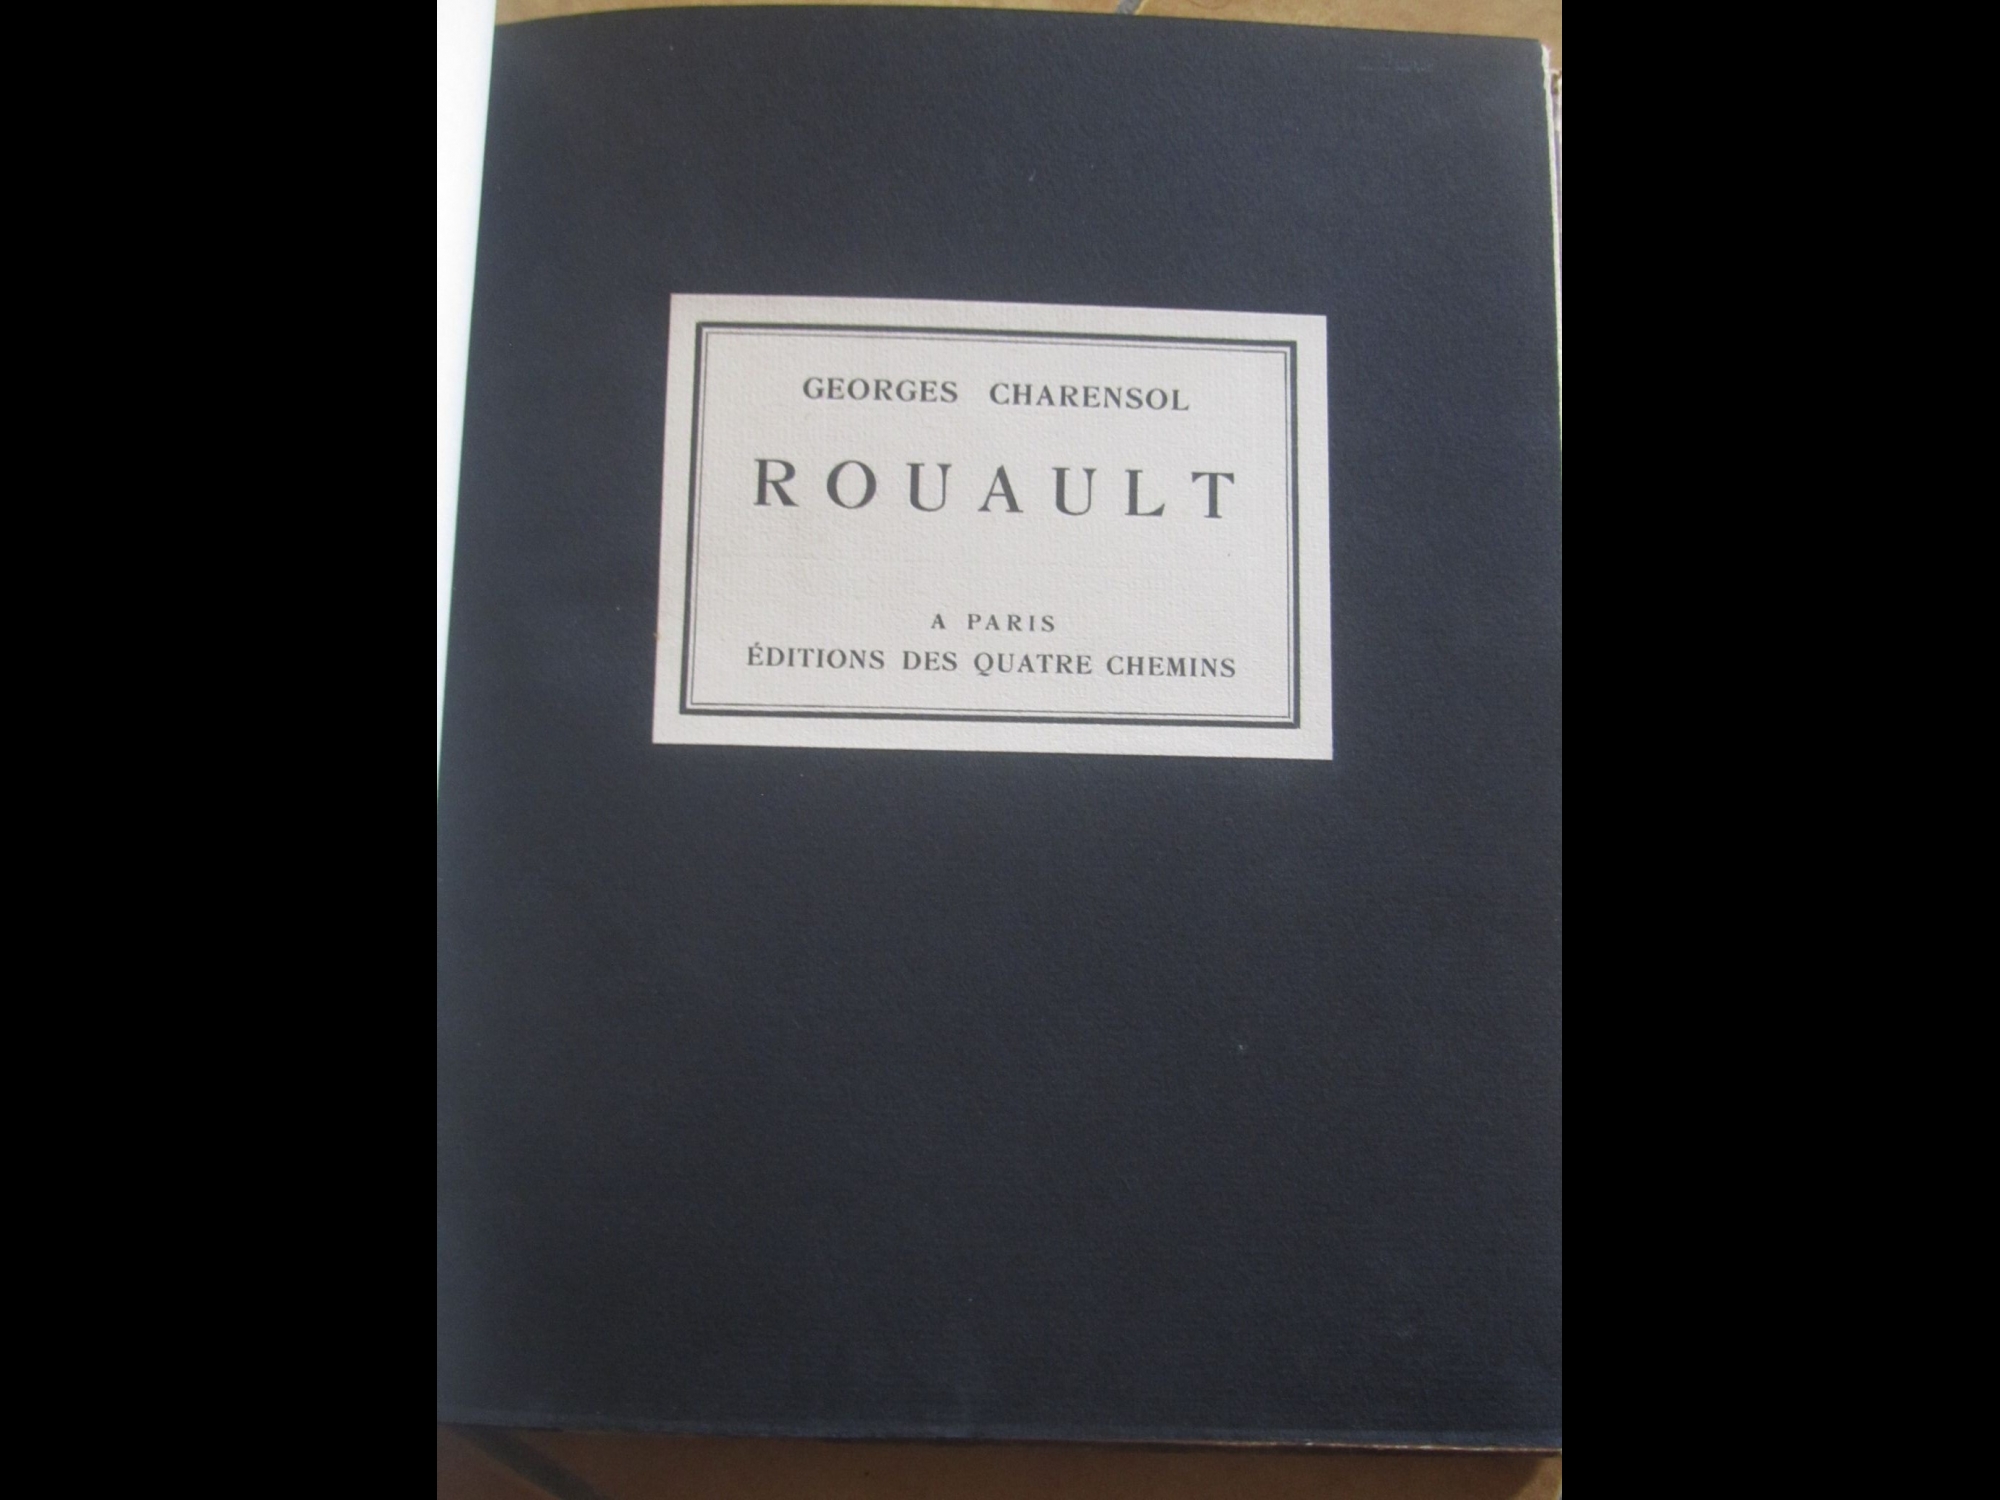 GEORGES CHARENSOL
ROUAULT
A PARIS
ÉDITIONS DES QUATRE CHEMINS